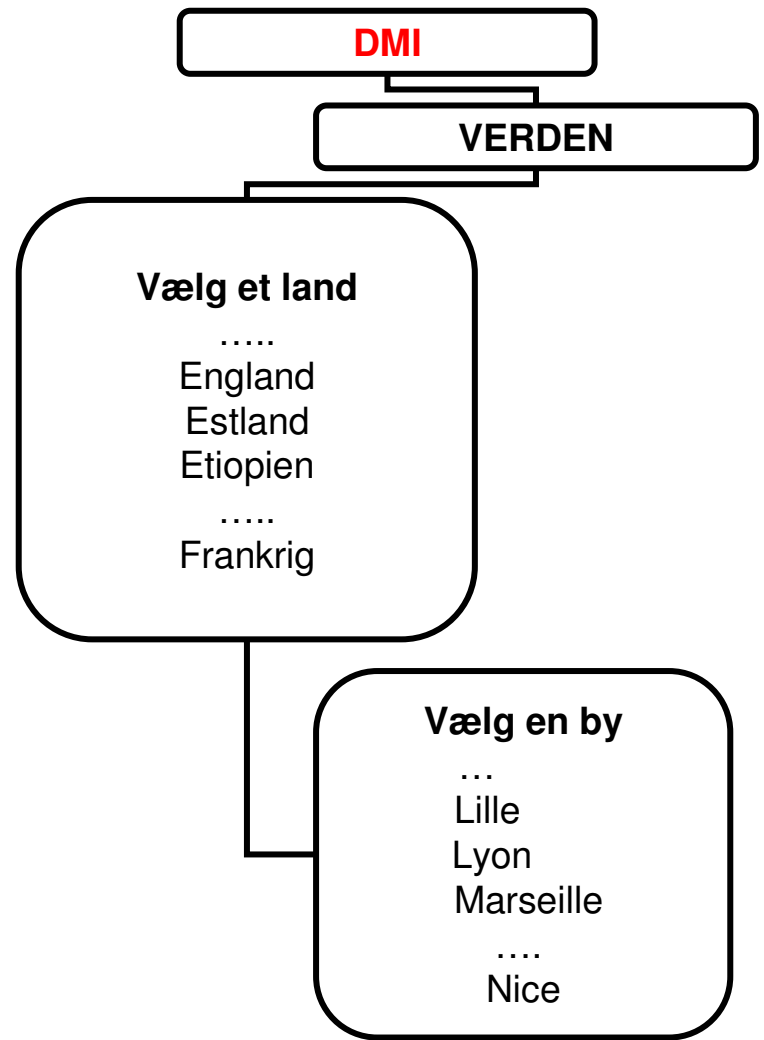 DMI
VERDEN
Vælg et land
…..
England
Estland
Etiopien
…..
Frankrig
Vælg en by
…
Lille
Lyon
Marseille
….
Nice